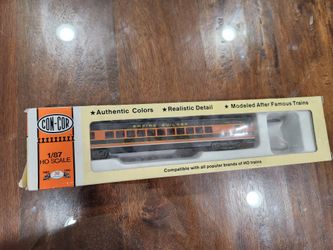 ★Authentic Colors ★Realistic Detail ★Modeled After Famous Trains
CON-COR
1/87
HO SCALE
EMPIRE BUILDER
Compatible with all popular brands of HO trains